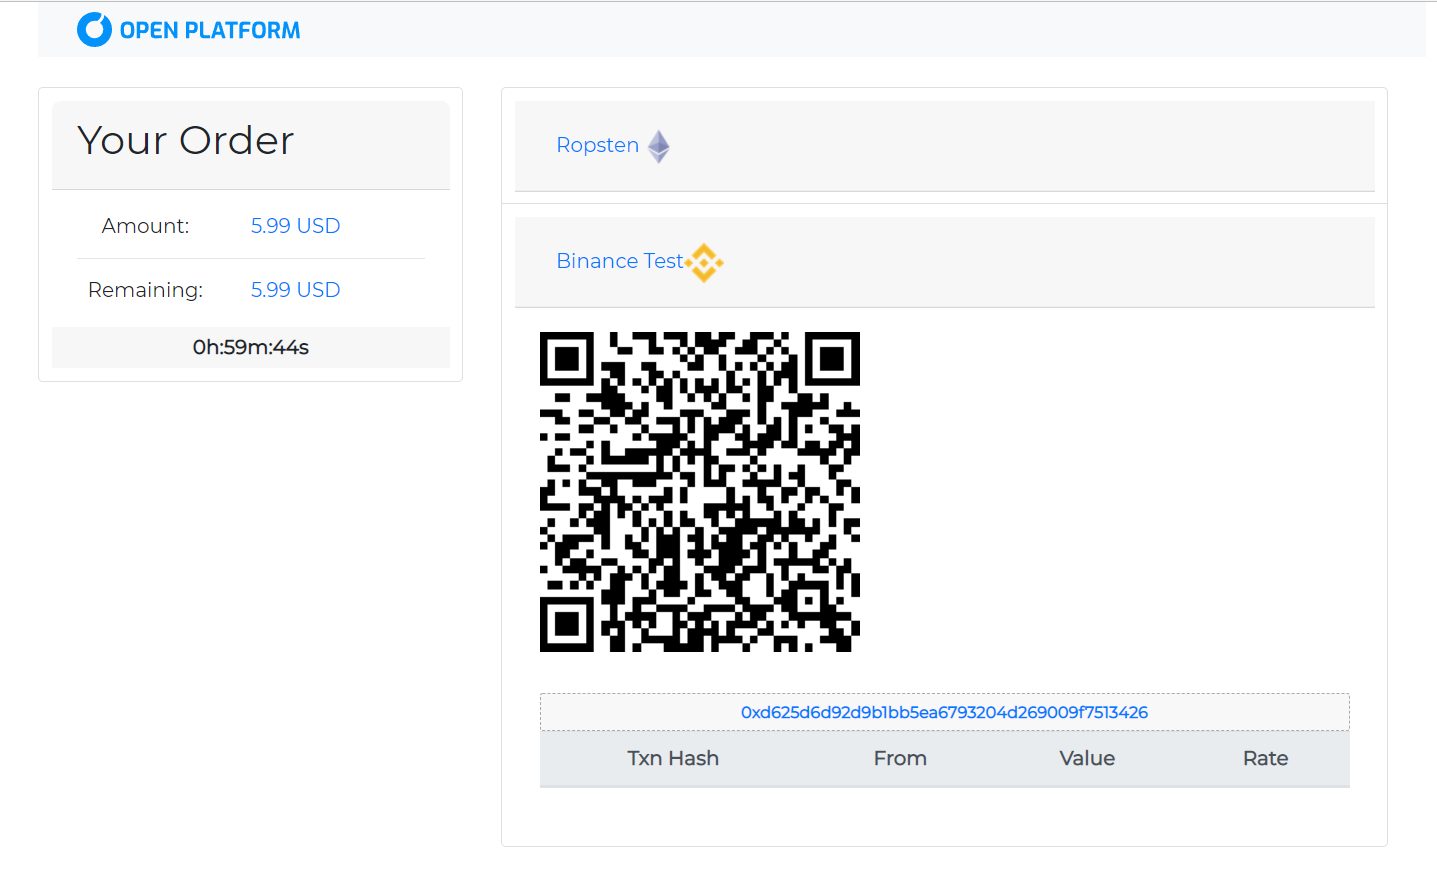 OPEN PLATFORM
Your Order
Amount: 5.99 USD
Remaining: 5.99 USD
0h:59m:44s
Ropsten
Binance Test
0xd625d6d92d9b1bb5ea6793204d269009f7513426
Txn Hash From Value Rate